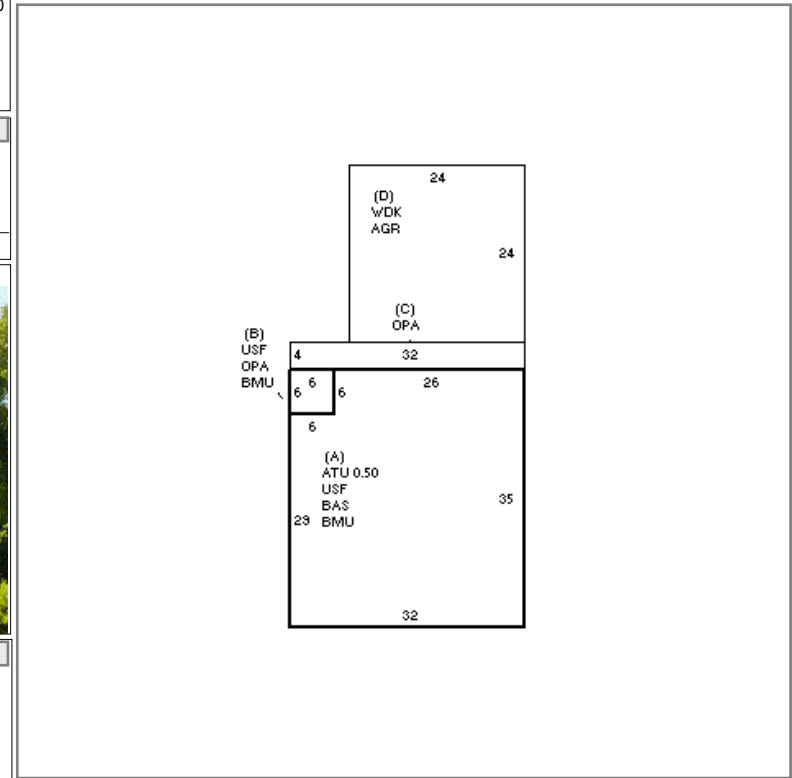 24
(D)
WDK
AGR
24
(C)
OPA
(B)
USF
OPA
BMU
4
32
6
6
6
26
6
(A)
ATU 0.50
USF
BAS
BMU
35
29
32